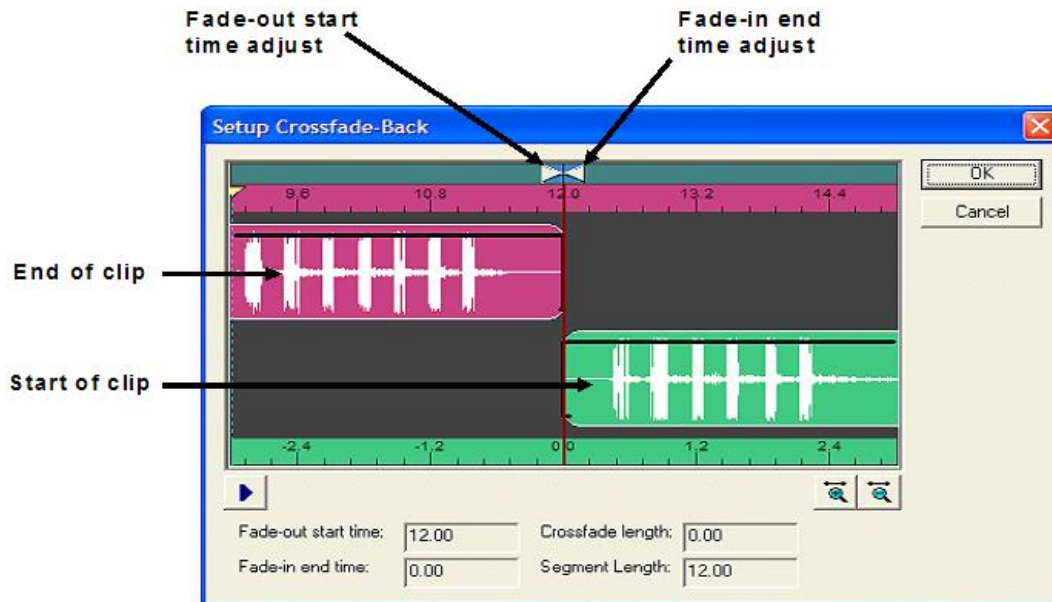 Fade-out start
time adjust
Fade-in end
time adjust
Setup Crossfade-Back
OK
Cancel
9.6 10.8 12.0 13.2 14.4
End of clip
Start of clip
-2.4 -1.2 0.0 1.2 2.4
Fade-out start time: 12.00 Crossfade length: 0.00
Fade-in end time: 0.00 Segment Length: 12.00